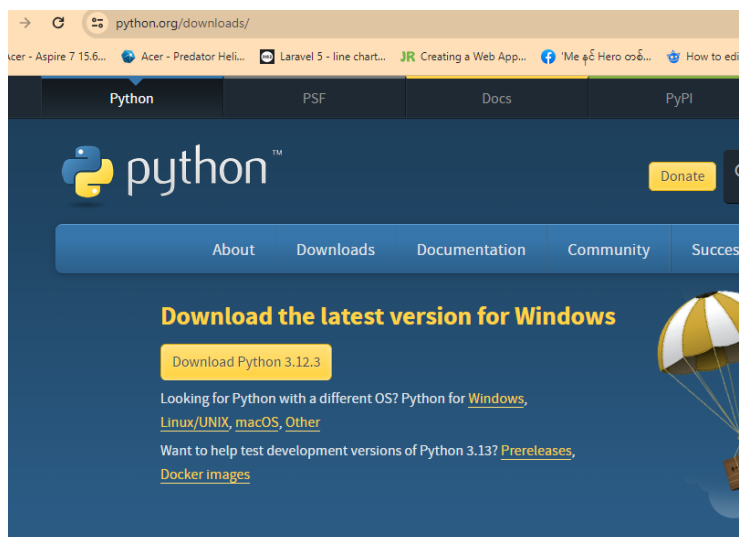 python.org/downloads/
Acer - Aspire 7 15.6... Acer - Predator Heli... Laravel 5 - line chart... JR Creating a Web App... 'Me နှင့် Hero တစ်... How to edi
Python PSF Docs PyPI
python™
Donate
About Downloads Documentation Community Succes
Download the latest version for Windows
Download Python 3.12.3
Looking for Python with a different OS? Python for Windows,
Linux/UNIX, macOS, Other
Want to help test development versions of Python 3.13? Prereleases,
Docker images